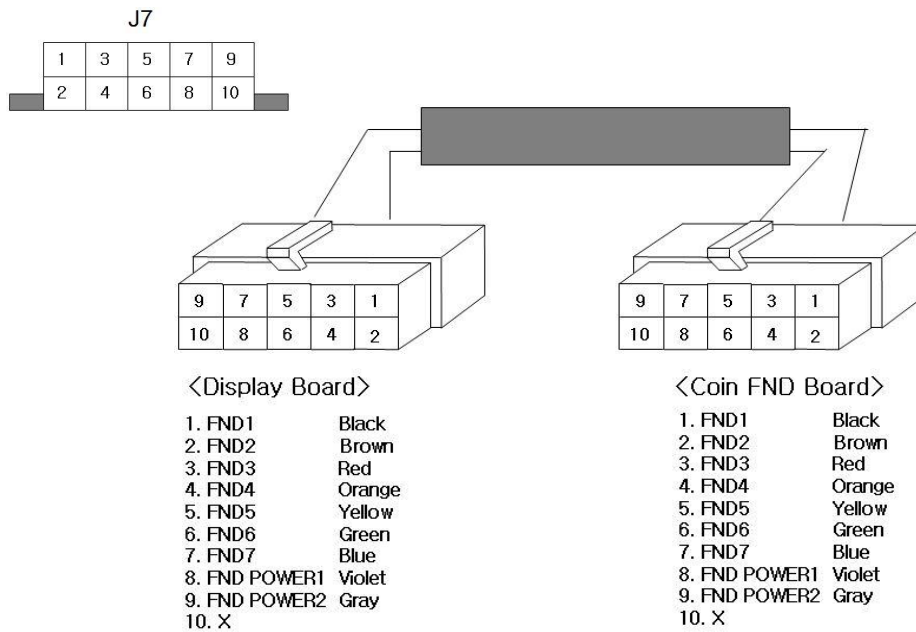 J7
1 3 5 7 9
2 4 6 8 10
9 7 5 3 1
10 8 6 4 2
9 7 5 3 1
10 8 6 4 2
<Display Board>
1. FND1 Black
2. FND2 Brown
3. FND3 Red
4. FND4 Orange
5. FND5 Yellow
6. FND6 Green
7. FND7 Blue
8. FND POWER1 Violet
9. FND POWER2 Gray
10. X
<Coin FND Board>
1. FND1 Black
2. FND2 Brown
3. FND3 Red
4. FND4 Orange
5. FND5 Yellow
6. FND6 Green
7. FND7 Blue
8. FND POWER1 Violet
9. FND POWER2 Gray
10. X